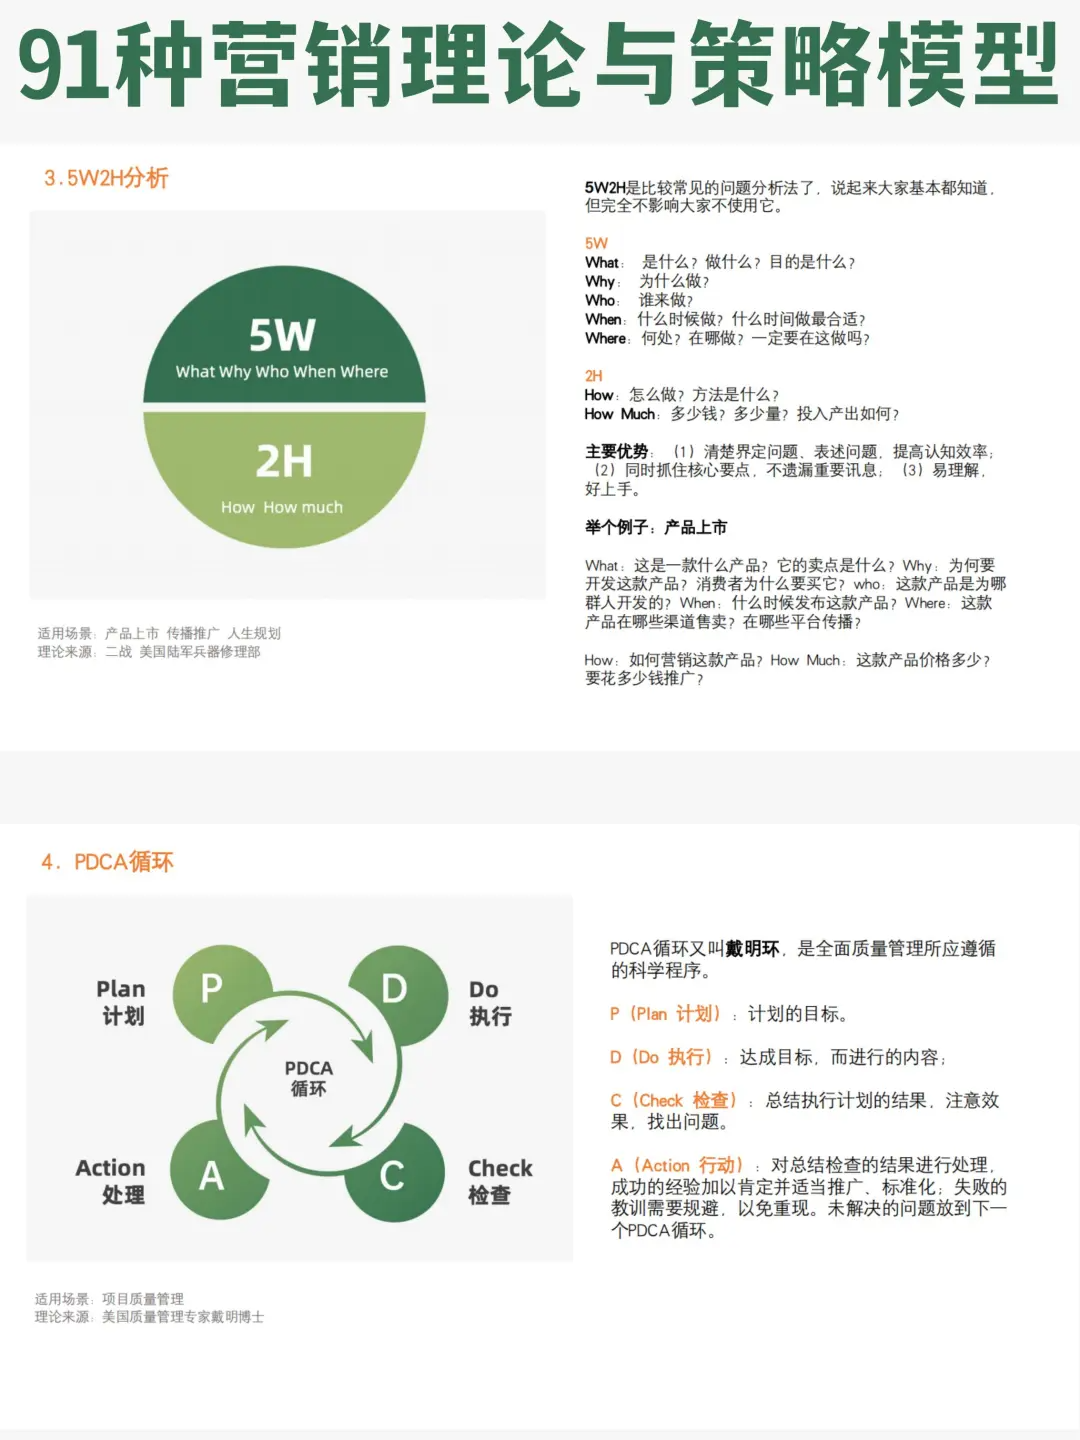 91种营销理论与策略模型
3.5W2H分析
5W
What Why Who When Where
2H
How How much
适用场景：产品上市 传播推广 人生规划
理论来源：二战 美国陆军兵器修理部
5W2H是比较常见的问题分析法了，说起来大家基本都知道，
但完全不影响大家不使用它。
5W
What： 是什么？做什么？目的是什么？
Why： 为什么做？
Who： 谁来做？
When：什么时候做？什么时间做最合适？
Where：何处？在哪做？一定要在这做吗？
2H
How：怎么做？方法是什么？
How Much：多少钱？多少量？投入产出如何？
主要优势：（1）清楚界定问题、表述问题，提高认知效率；
（2）同时抓住核心要点，不遗漏重要讯息；（3）易理解，
好上手。
举个例子：产品上市
What：这是一款什么产品？它的卖点是什么？Why：为何要
开发这款产品？消费者为什么要买它？who：这款产品是为哪
群人开发的？When：什么时候发布这款产品？Where：这款
产品在哪些渠道售卖？在哪些平台传播？
How：如何营销这款产品？How Much：这款产品价格多少？
要花多少钱推广？
4. PDCA循环
Plan
计划
P
D
Do
执行
PDCA
循环
Action
处理
A
C
Check
检查
适用场景：项目质量管理
理论来源：美国质量管理专家戴明博士
PDCA循环又叫戴明环，是全面质量管理所应遵循
的科学程序。
P（Plan 计划）：计划的目标。
D（Do 执行）：达成目标，而进行的内容；
C（Check 检查）：总结执行计划的结果，注意效
果，找出问题。
A（Action 行动）：对总结检查的结果进行处理，
成功的经验加以肯定并适当推广、标准化；失败的
教训需要规避，以免重现。未解决的问题放到下一
个PDCA循环。